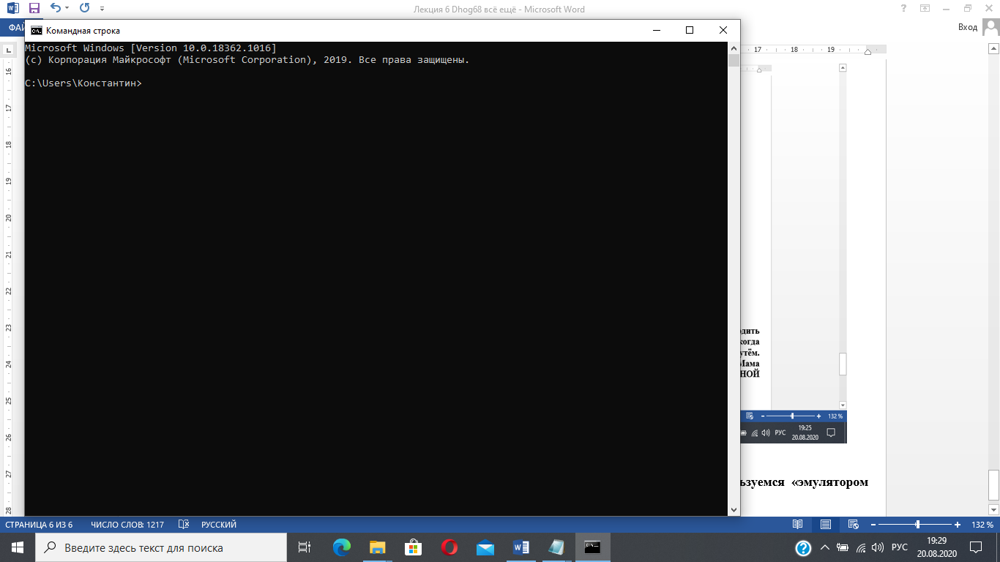 Лекция 6 Dhog68 всё ещё - Microsoft Word
ФАЙ
Вход
Командная строка
Microsoft Windows [Version 10.0.18362.1016]
(c) Корпорация Майкрософт (Microsoft Corporation), 2019. Все права защищены.
C:\Users\Константин>
17 18 19
16
17
18
19
20
21
22
23
24
25
26
27
28
одить
когда
утём.
Мама
НОЙ
132 %
19:25
РУС
20.08.2020
ьзуемся «эмулятором
СТРАНИЦА 6 ИЗ 6 ЧИСЛО СЛОВ: 1217 РУССКИЙ 132 %
Введите здесь текст для поиска
РУС
19:29
20.08.2020